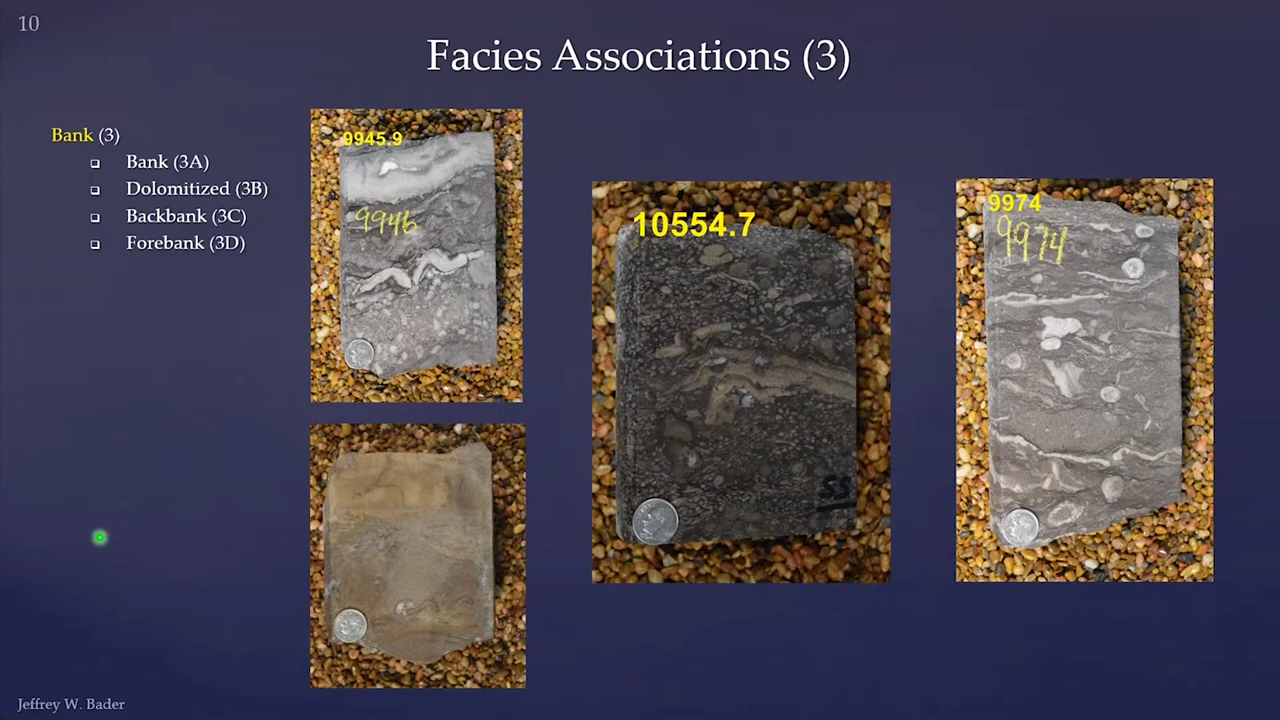 10
Facies Associations (3)
Bank (3)
Bank (3A)
Dolomitized (3B)
Backbank (3C)
Forebank (3D)
9945.9
9946
10554.7
SS
9974
9974
Jeffrey W. Bader